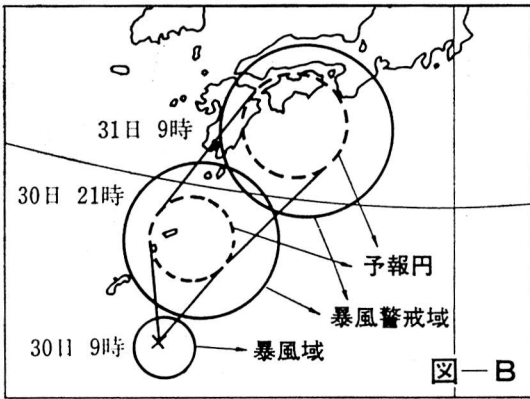 31日 9時
30日 21時
予報円
暴風警戒域
30日 9時
暴風域
図―B